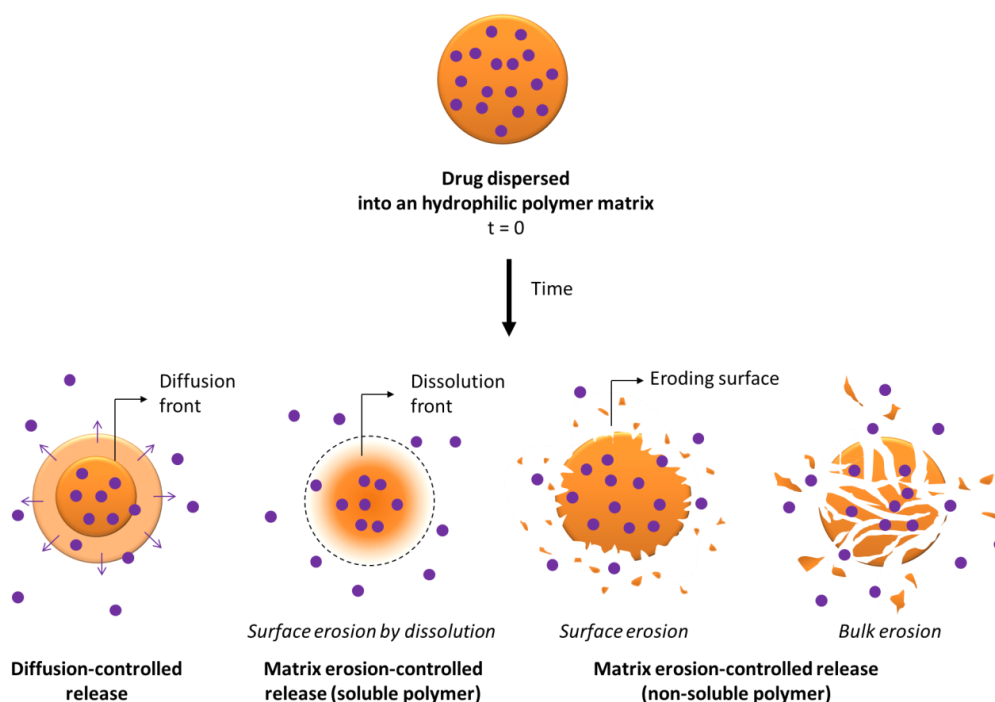 Drug dispersed
into an hydrophilic polymer matrix
t = 0
Time
Diffusion
front
Dissolution
front
Eroding surface
Surface erosion by dissolution
Surface erosion
Bulk erosion
Diffusion-controlled
release
Matrix erosion-controlled
release (soluble polymer)
Matrix erosion-controlled release
(non-soluble polymer)